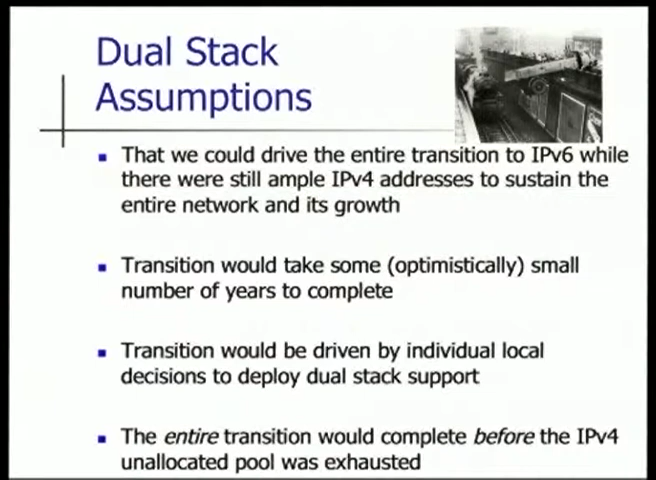 Dual Stack
Assumptions
That we could drive the entire transition to IPv6 while
there were still ample IPv4 addresses to sustain the
entire network and its growth
Transition would take some (optimistically) small
number of years to complete
Transition would be driven by individual local
decisions to deploy dual stack support
The entire transition would complete before the IPv4
unallocated pool was exhausted